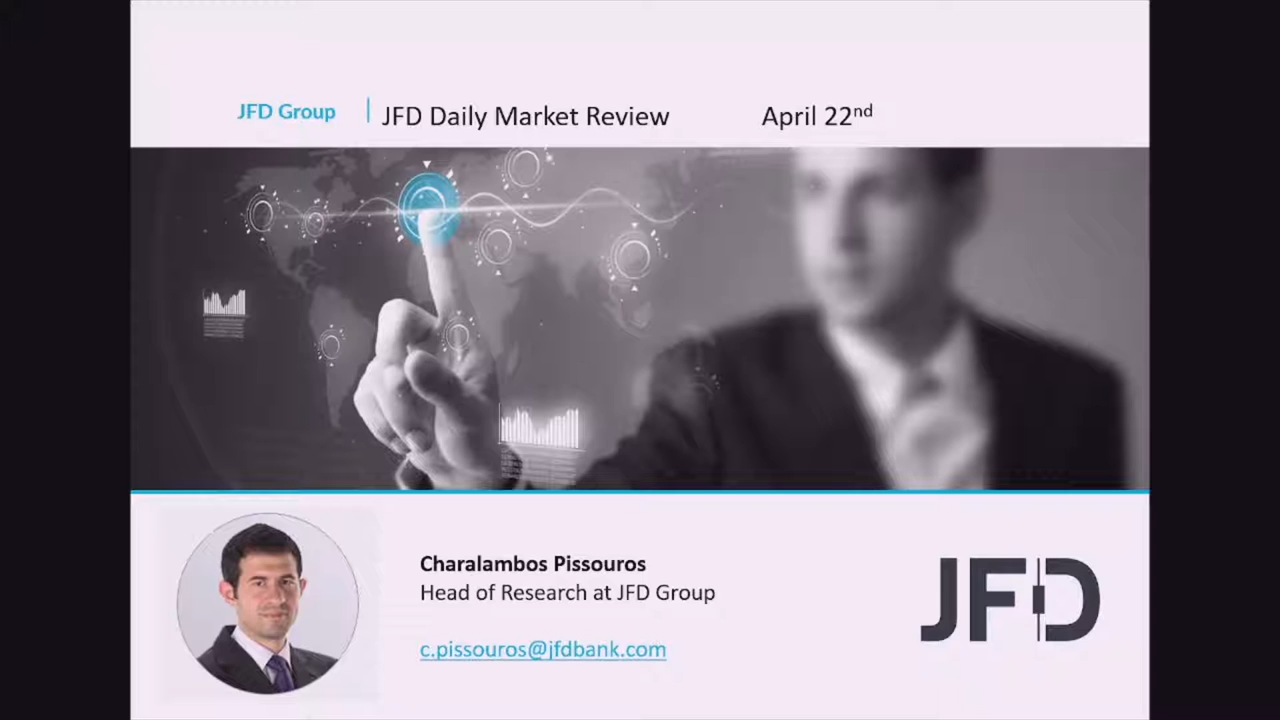 JFD Group
JFD Daily Market Review
April 22nd
Charalambos Pissouros
Head of Research at JFD Group
c.pissouros@jfdbank.com
JFD